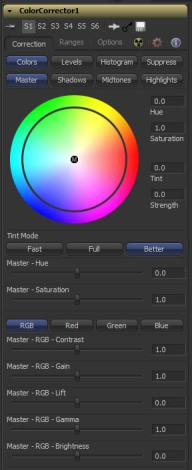 ColorCorrector1
S1 S2 S3 S4 S5 S6
Correction Ranges Options
Colors Levels Histogram Suppress
Master Shadows Midtones Highlights
0.0
Hue
1.0
Saturation
0.0
Tint
0.0
Strength
Tint Mode
Fast Full Better
Master - Hue
0.0
Master - Saturation
1.0
RGB Red Green Blue
Master - RGB - Contrast
1.0
Master - RGB - Gain
1.0
Master - RGB - Lift
0.0
Master - RGB - Gamma
1.0
Master - RGB - Brightness
0.0